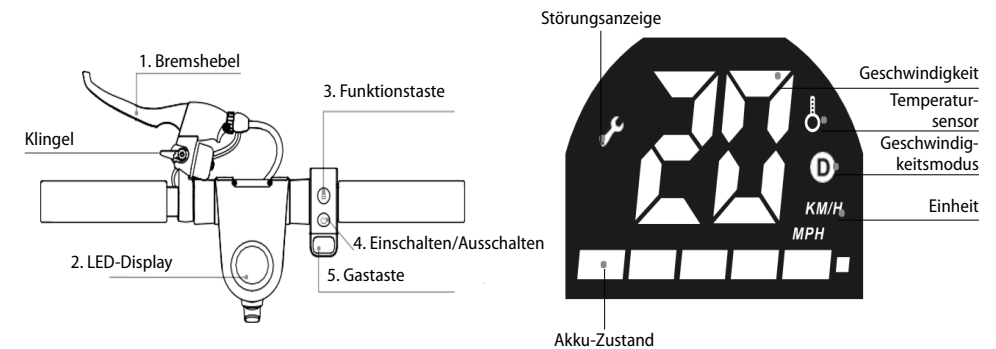 1. Bremshebel
3. Funktionstaste
Klingel
4. Einschalten/Ausschalten
2. LED-Display
5. Gastaste
Störungsanzeige
Geschwindigkeit
Temperatur-
sensor
Geschwindig-
keitsmodus
D
Einheit
KM/H
MPH
Akku-Zustand